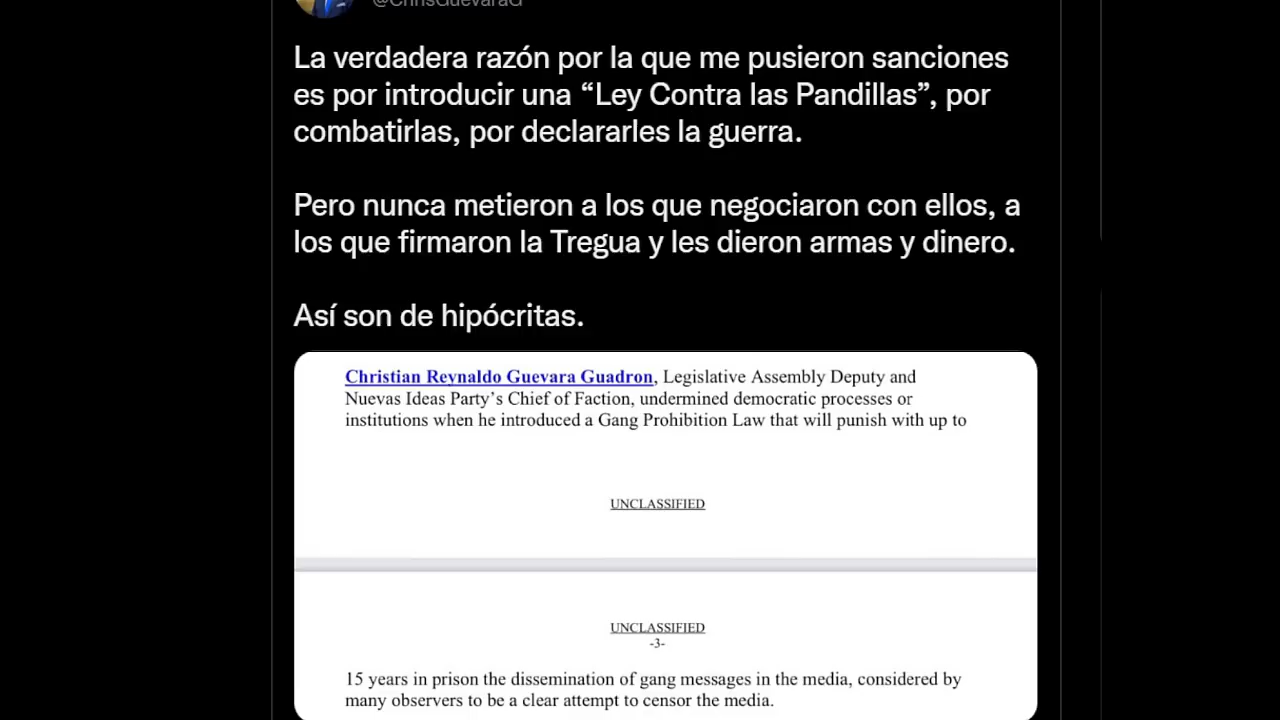 @ChrisGuevaraG
La verdadera razón por la que me pusieron sanciones
es por introducir una “Ley Contra las Pandillas”, por
combatirlas, por declararles la guerra.
Pero nunca metieron a los que negociaron con ellos, a
los que firmaron la Tregua y les dieron armas y dinero.
Así son de hipócritas.
Christian Reynaldo Guevara Guadron, Legislative Assembly Deputy and
Nuevas Ideas Party’s Chief of Faction, undermined democratic processes or
institutions when he introduced a Gang Prohibition Law that will punish with up to
UNCLASSIFIED
UNCLASSIFIED
-3-
15 years in prison the dissemination of gang messages in the media, considered by
many observers to be a clear attempt to censor the media.